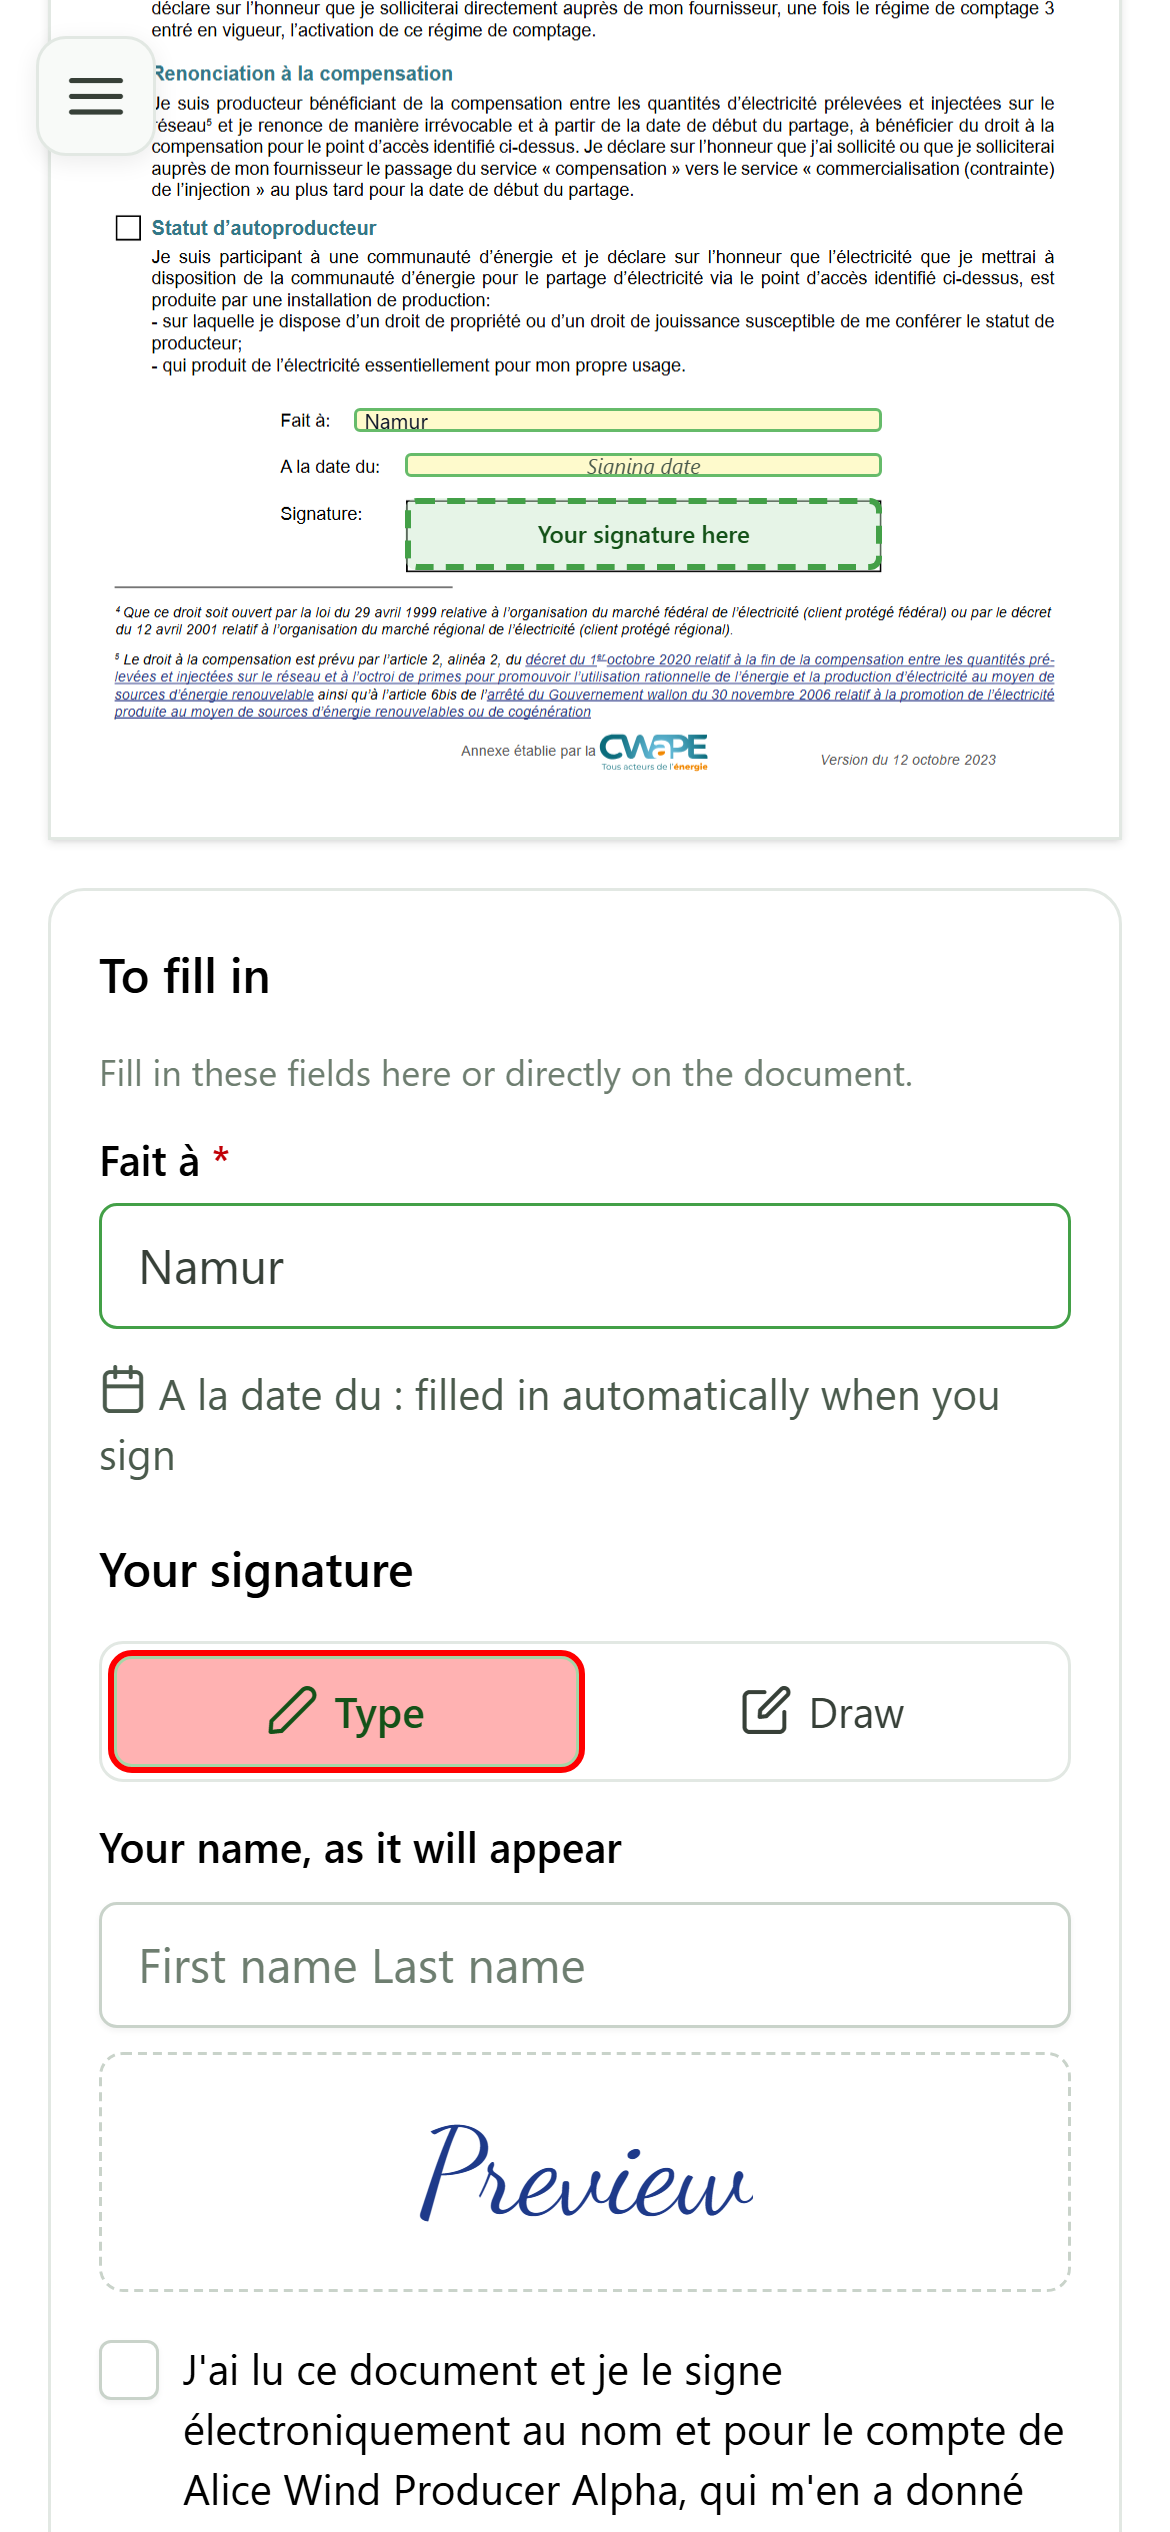 déclare sur l'honneur que je solliciterai directement auprès de mon fournisseur, une fois le régime de comptage 3
entré en vigueur, l'activation de ce régime de comptage.
Renonciation à la compensation
Je suis producteur bénéficiant de la compensation entre les quantités d'électricité prélevées et injectées sur le
réseau⁵ et je renonce de manière irrévocable et à partir de la date de début du partage, à bénéficier du droit à la
compensation pour le point d'accès identifié ci-dessus. Je déclare sur l'honneur que j'ai sollicité ou que je solliciterai
auprès de mon fournisseur le passage du service « compensation » vers le service « commercialisation (contrainte)
de l'injection » au plus tard pour la date de début du partage.
Statut d'autoproducteur
Je suis participant à une communauté d'énergie et je déclare sur l'honneur que l'électricité que je mettrai à
disposition de la communauté d'énergie pour le partage d'électricité via le point d'accès identifié ci-dessus, est
produite par une installation de production:
- sur laquelle je dispose d'un droit de propriété ou d'un droit de jouissance susceptible de me conférer le statut de
producteur;
- qui produit de l'électricité essentiellement pour mon propre usage.
Fait à: Namur
A la date du: Signing date
Signature: Your signature here
⁴ Que ce droit soit ouvert par la loi du 29 avril 1999 relative à l'organisation du marché fédéral de l'électricité (client protégé fédéral) ou par le décret
du 12 avril 2001 relatif à l'organisation du marché régional de l'électricité (client protégé régional).
⁵ Le droit à la compensation est prévu par l'article 2, alinéa 2, du décret du 1er octobre 2020 relatif à la fin de la compensation entre les quantités pré-
levées et injectées sur le réseau et à l'octroi de primes pour promouvoir l'utilisation rationnelle de l'énergie et la production d'électricité au moyen de
sources d'énergie renouvelable ainsi qu'à l'article 6bis de l'arrêté du Gouvernement wallon du 30 novembre 2006 relatif à la promotion de l'électricité
produite au moyen de sources d'énergie renouvelables ou de cogénération
Annexe établie par la CWaPE
Tous acteurs de l'énergie
Version du 12 octobre 2023
To fill in
Fill in these fields here or directly on the document.
Fait à *
Namur
A la date du : filled in automatically when you
sign
Your signature
Type Draw
Your name, as it will appear
First name Last name
Preview
J'ai lu ce document et je le signe
électroniquement au nom et pour le compte de
Alice Wind Producer Alpha, qui m'en a donné